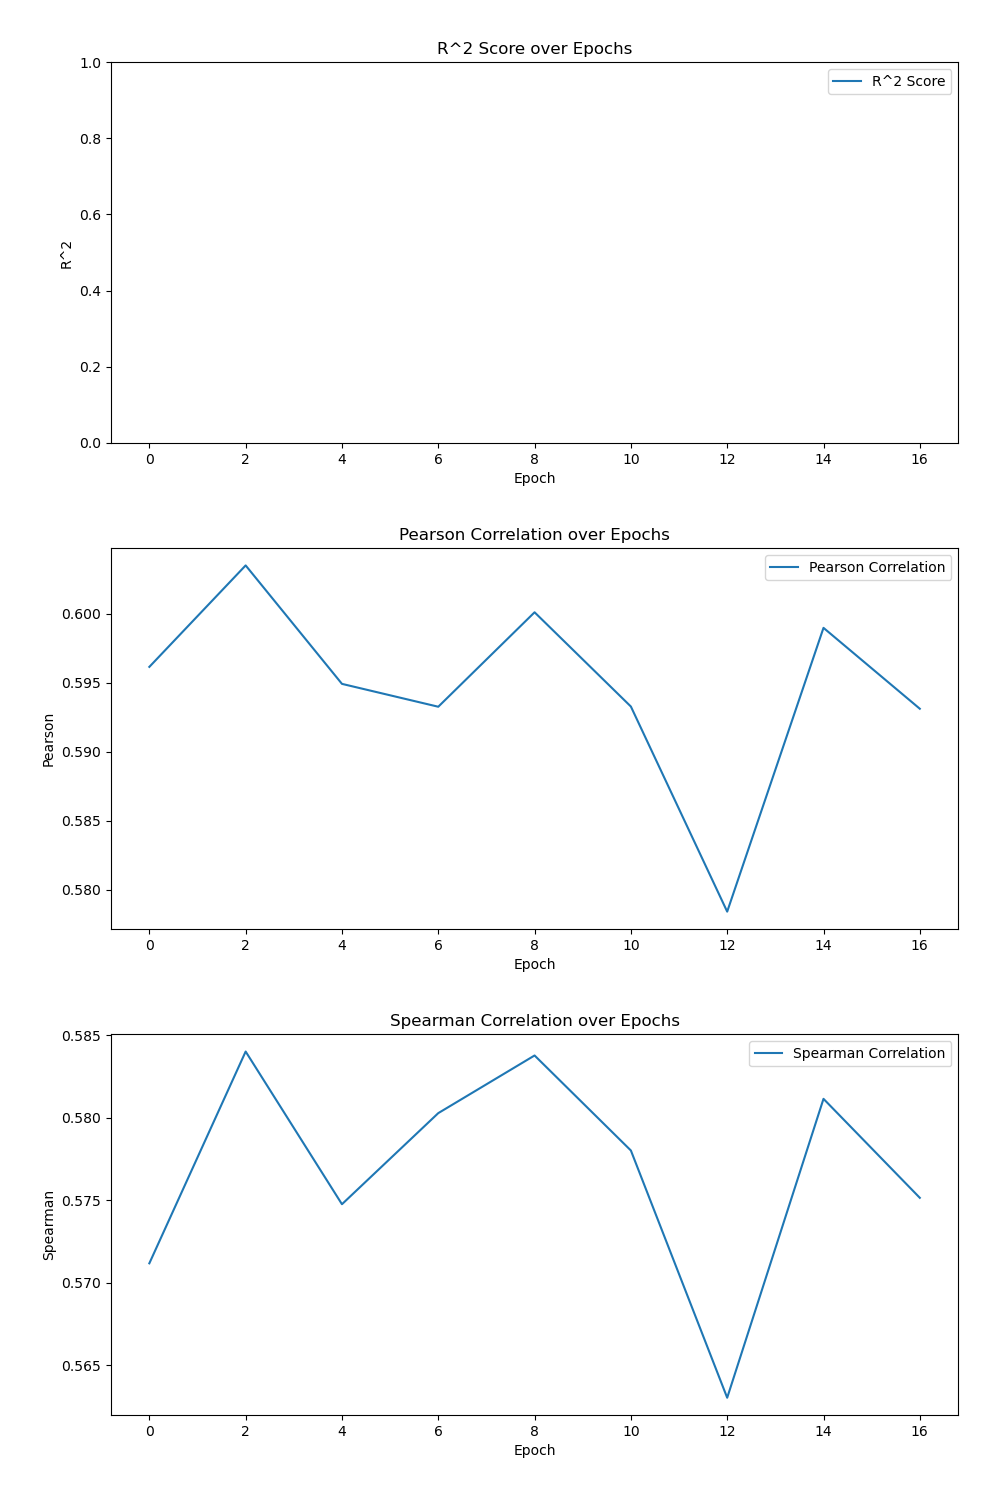 R^2 Score over Epochs
R^2 Score
1.0
0.8
0.6
0.4
0.2
0.0
R^2
0 2 4 6 8 10 12 14 16
Epoch
Pearson Correlation over Epochs
Pearson Correlation
0.600
0.595
0.590
0.585
0.580
Pearson
0 2 4 6 8 10 12 14 16
Epoch
Spearman Correlation over Epochs
Spearman Correlation
0.585
0.580
0.575
0.570
0.565
Spearman
0 2 4 6 8 10 12 14 16
Epoch